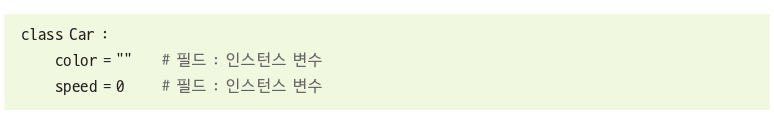 class Car :
    color = ""    # 필드 : 인스턴스 변수
    speed = 0    # 필드 : 인스턴스 변수